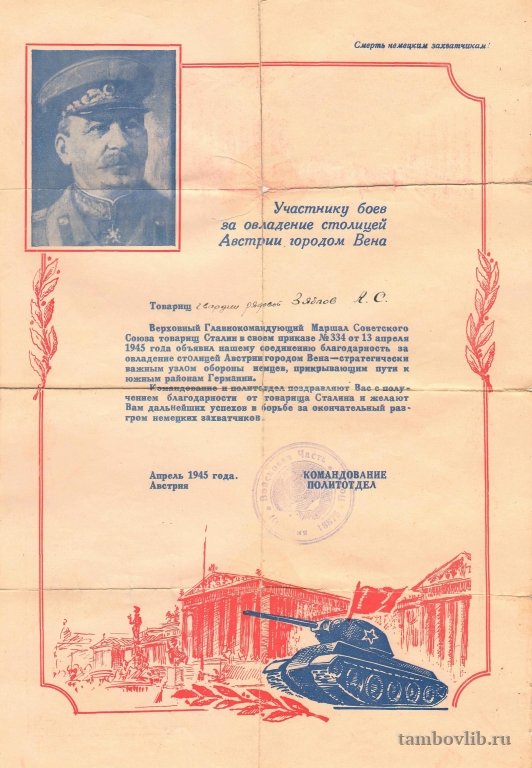 Смерть немецким захватчикам!
Участнику боев
за овладение столицей
Австрии городом Вена
Товарищ гвардии рядовой Зяблов А. С.
Верховный Главнокомандующий Маршал Советского
Союза товарищ Сталин в своем приказе № 334 от 13 апреля
1945 года объявил нашему соединению благодарность за
овладение столицей Австрии городом Вена—стратегически
важным узлом обороны немцев, прикрывающим пути к
южным районам Германии.
Командование и политотдел поздравляют Вас с полу-
чением благодарности от товарища Сталина и желают
Вам дальнейших успехов в борьбе за окончательный раз-
гром немецких захватчиков.
Апрель 1945 года.
Австрия
КОМАНДОВАНИЕ
ПОЛИТОТДЕЛ
Войсковая Часть
tambovlib.ru